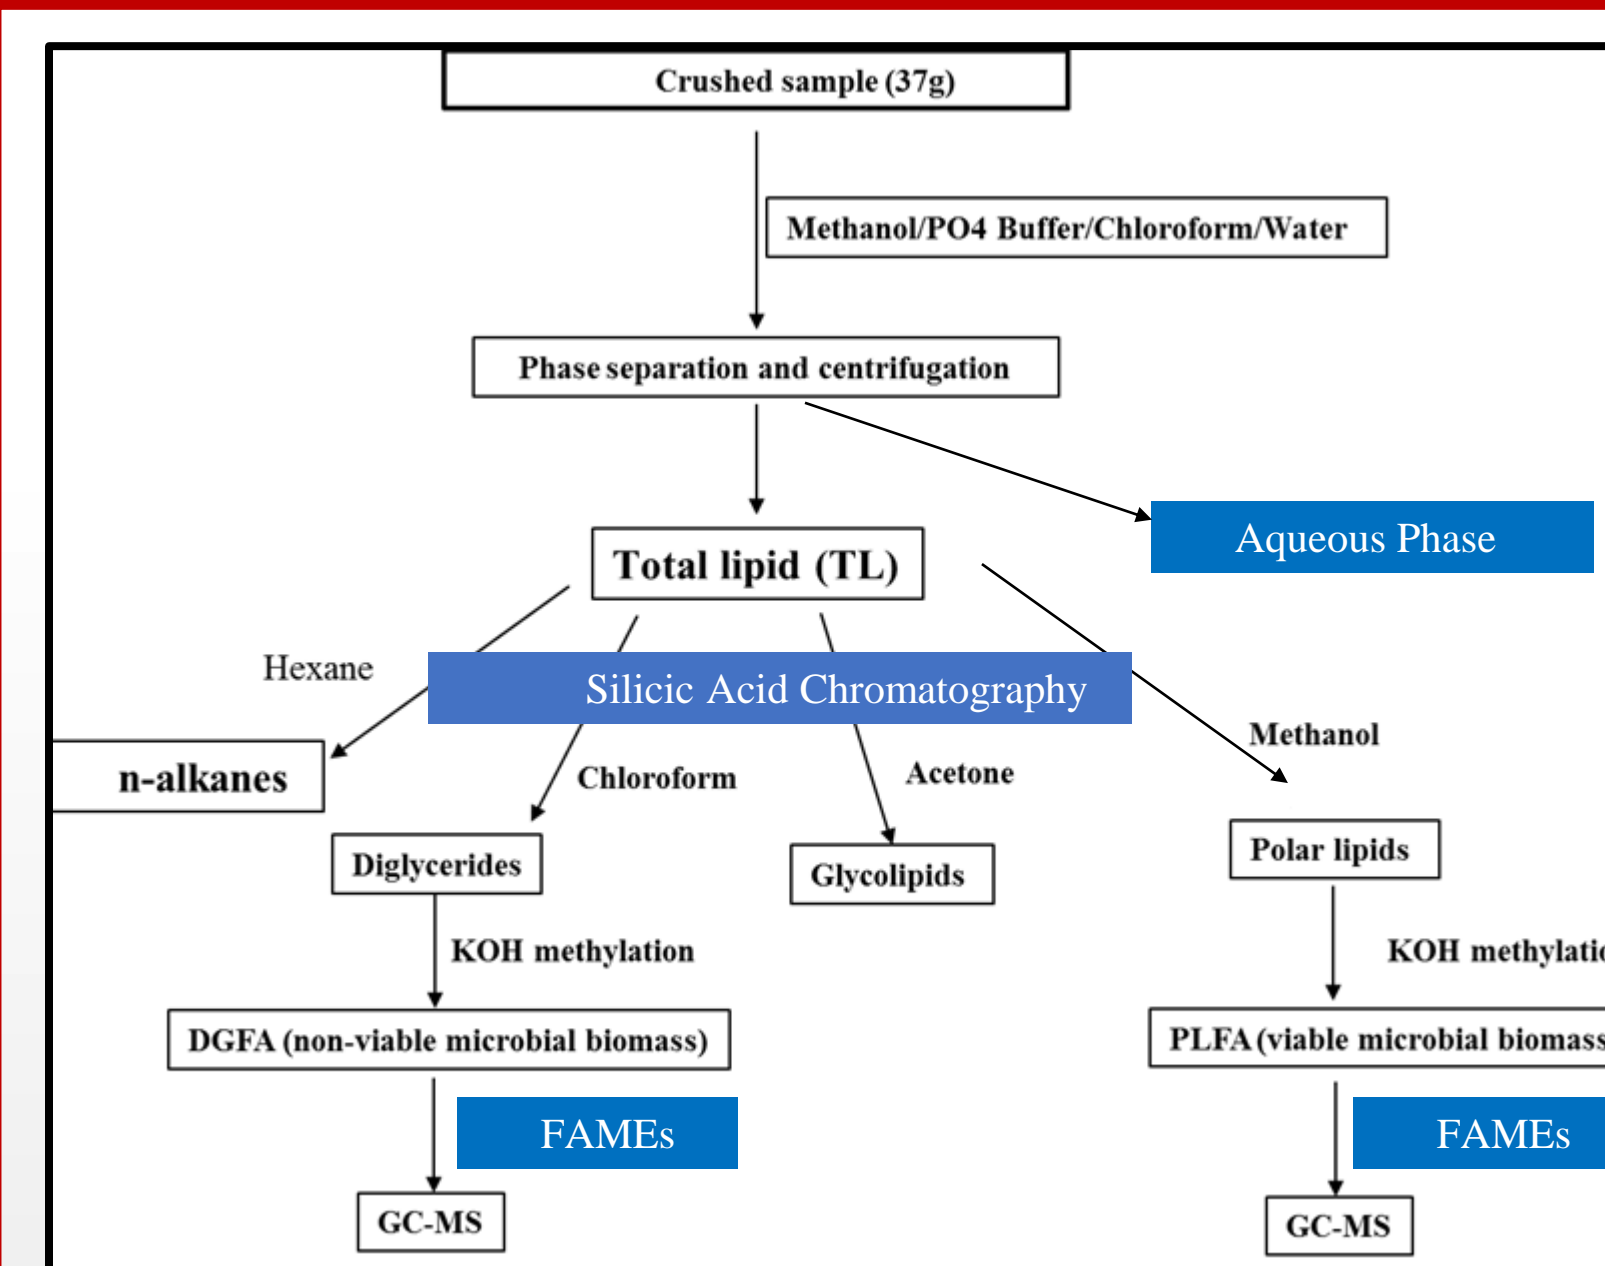 Crushed sample (37g)
Methanol/PO4 Buffer/Chloroform/Water
Phase separation and centrifugation
Aqueous Phase
Total lipid (TL)
Hexane
Silicic Acid Chromatography
Methanol
n-alkanes
Chloroform
Acetone
Diglycerides
Glycolipids
Polar lipids
KOH methylation
KOH methylatio
DGFA (non-viable microbial biomass)
PLFA (viable microbial biomass
FAMEs
FAMEs
GC-MS
GC-MS